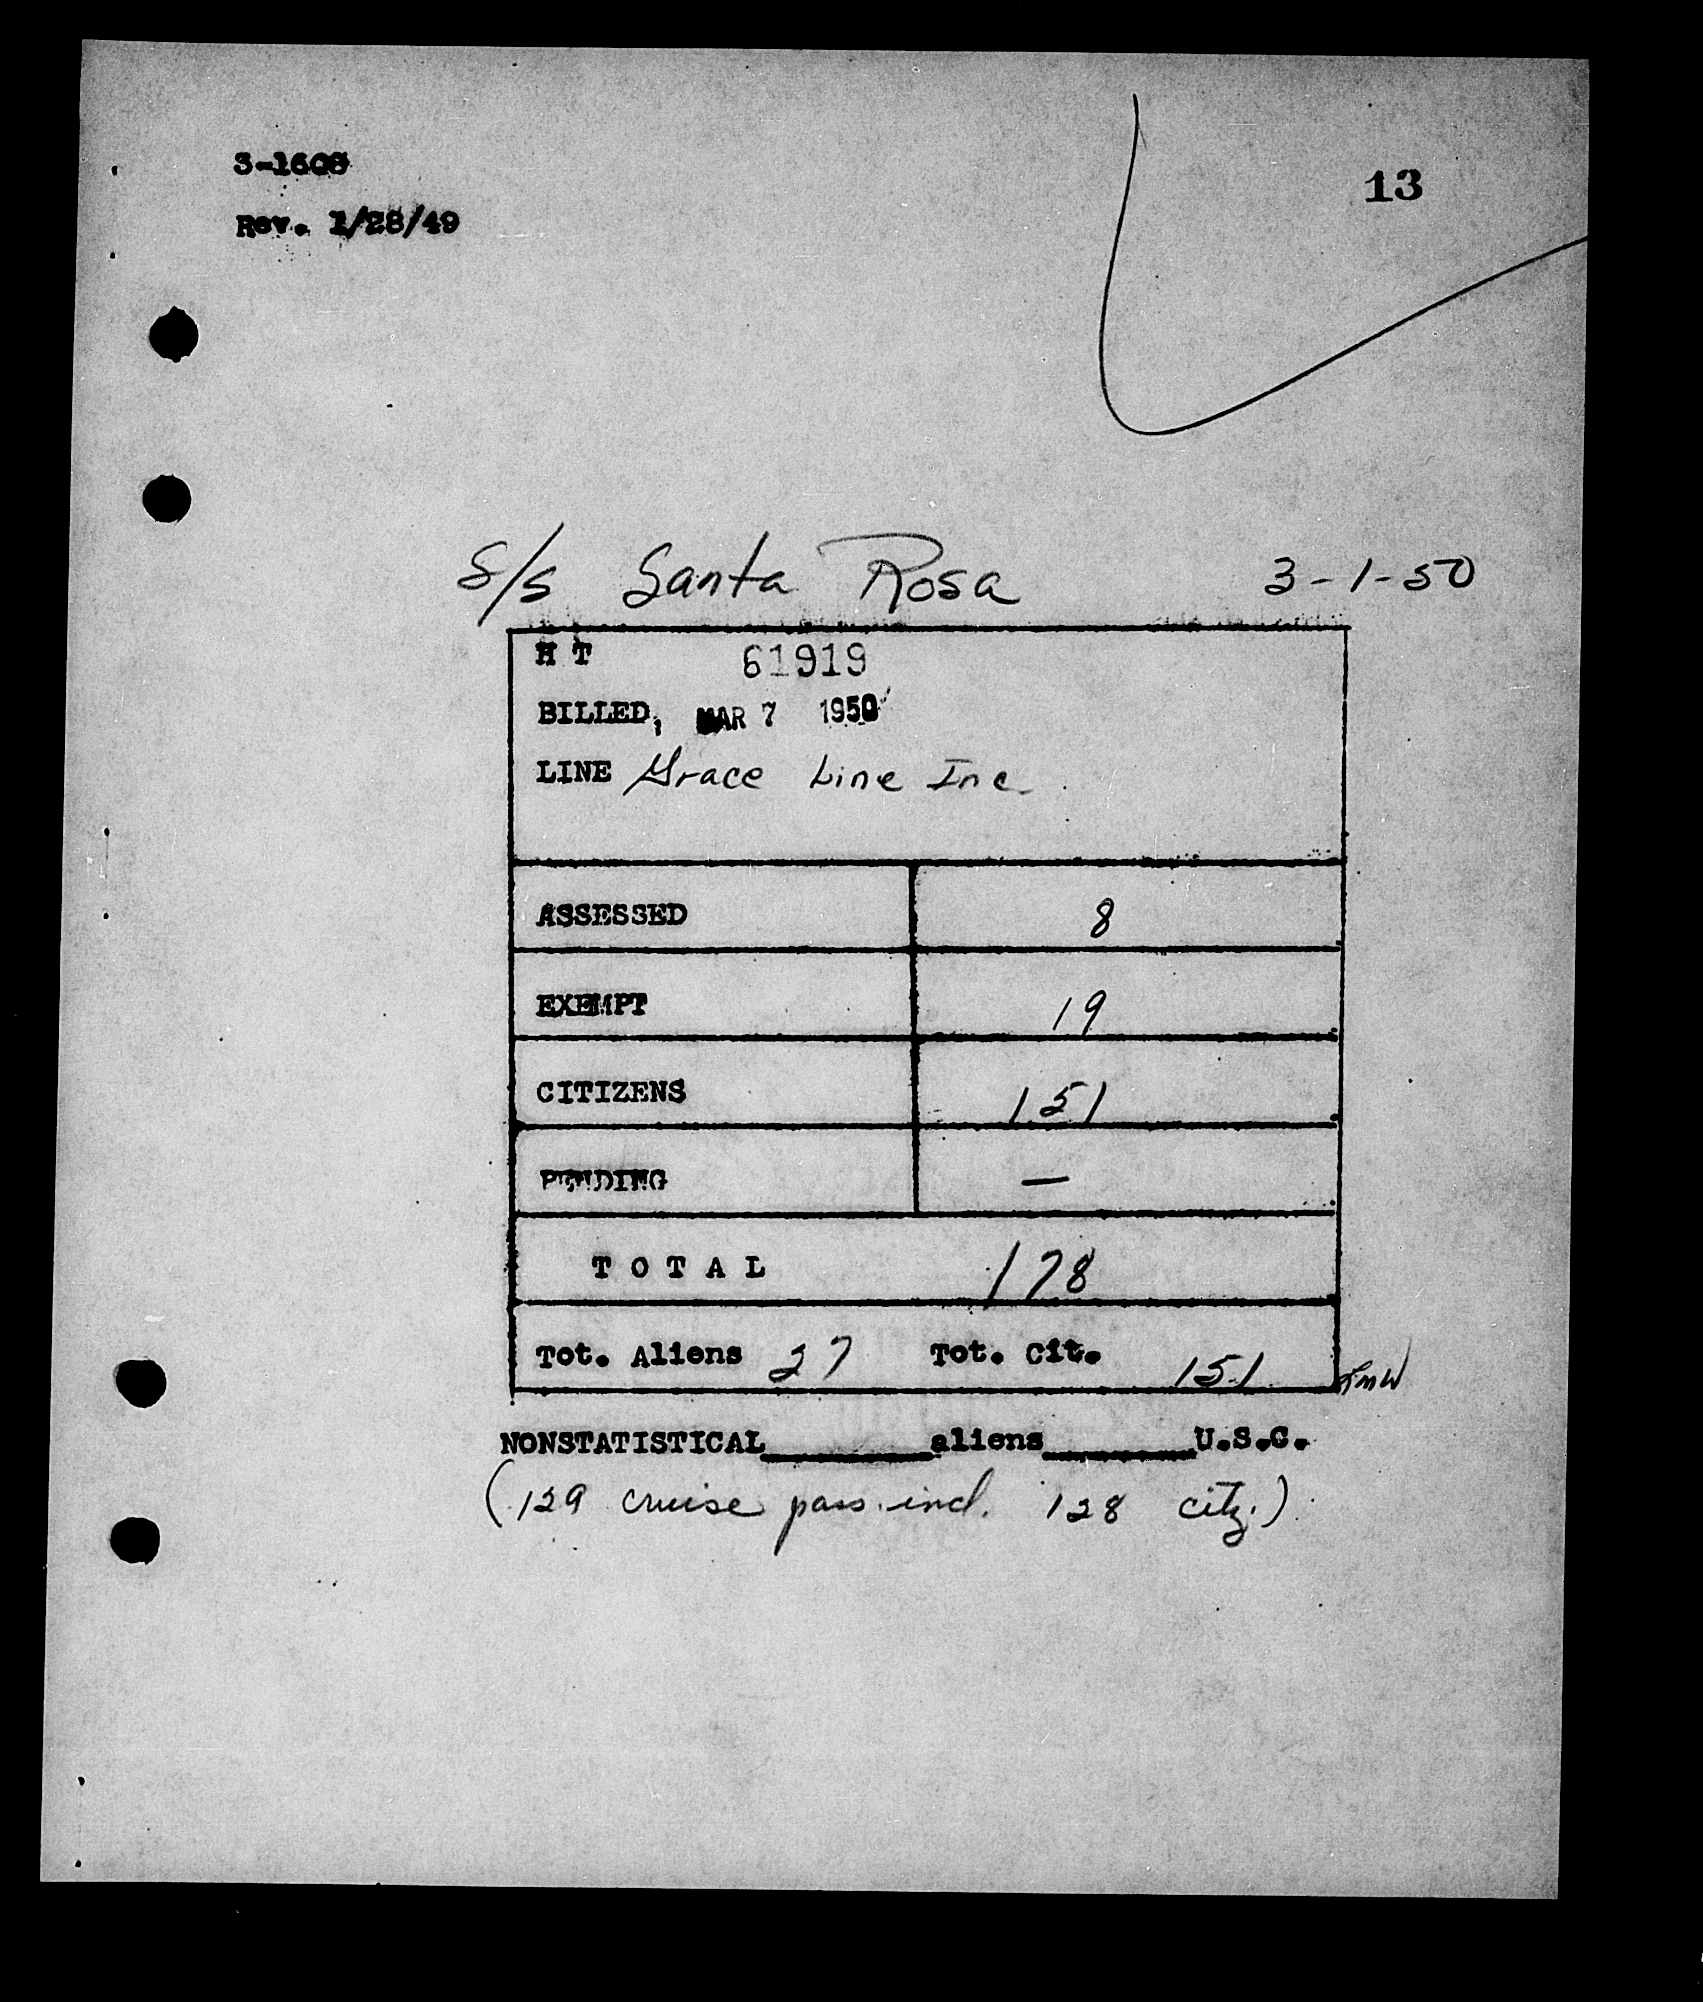 3-1608
Rev. 1/28/49
13
S/S Santa Rosa 3-1-50
H T 61919
BILLED, MAR 7 1950
LINE Grace Line Inc.
ASSESSED 8
EXEMPT 19
CITIZENS 151
PENDING —
TOTAL 178
Tot. Aliens 27 Tot. Cit. 151
NONSTATISTICAL________aliens________U.S.C.
(129 cruise pass. incl. 128 citz.)